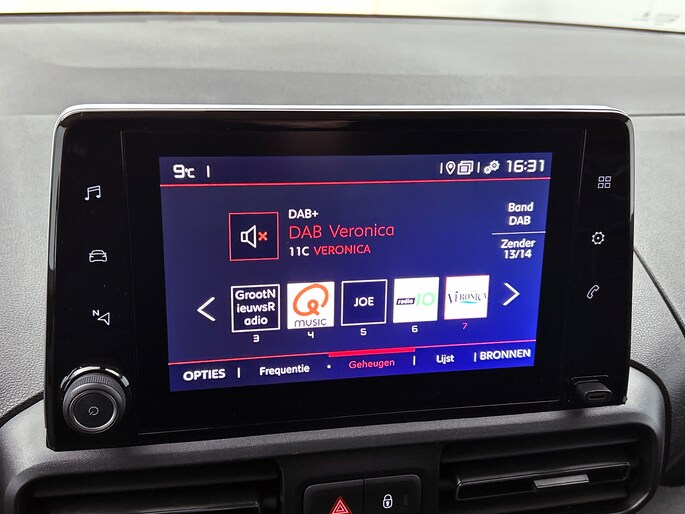 9°C
16:31
DAB+
DAB Veronica
11C VERONICA
Band
DAB
Zender
13/14
GrootN
ieuwsR
adio
3
Q
MUSIC
4
JOE
5
radio 10
6
VERONICA
7
OPTIES
Frequentie
Geheugen
Lijst
BRONNEN
N